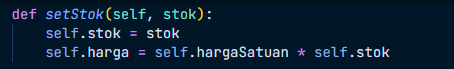 def setStok(self, stok):
    self.stok = stok
    self.harga = self.hargaSatuan * self.stok